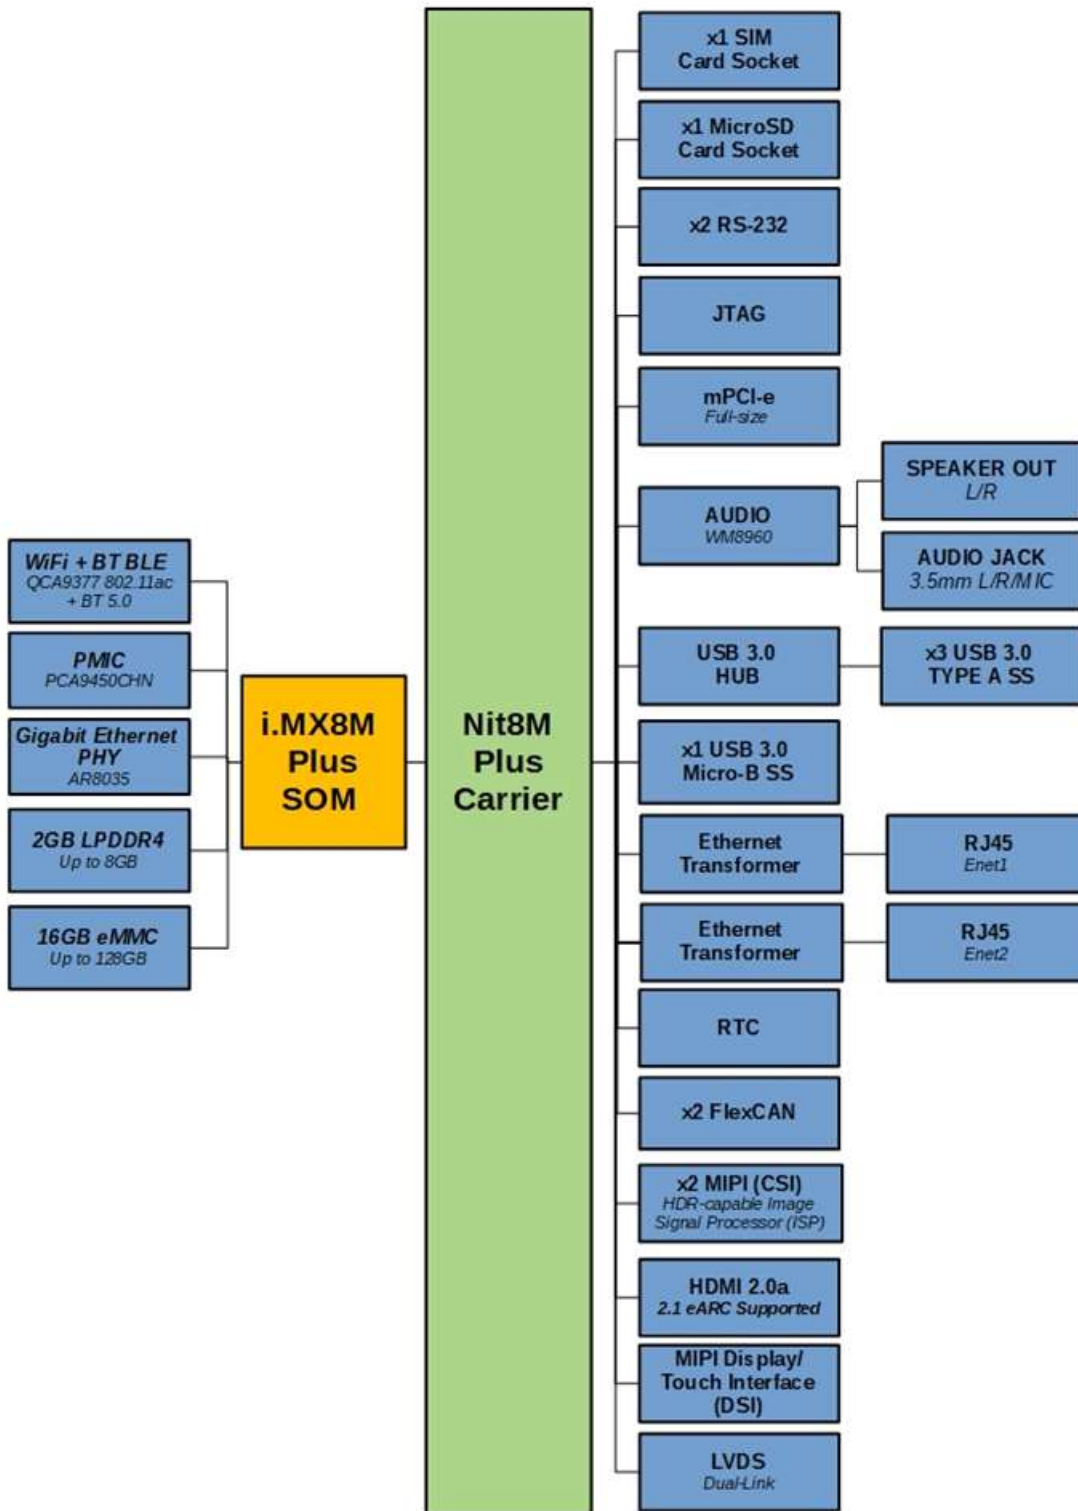 x1 SIM
Card Socket
x1 MicroSD
Card Socket
x2 RS-232
JTAG
mPCI-e
Full-size
AUDIO
WM8960
SPEAKER OUT
L/R
AUDIO JACK
3.5mm L/R/MIC
WiFi + BT BLE
QCA9377 802.11ac
+ BT 5.0
PMIC
PCA9450CHN
Gigabit Ethernet
PHY
AR8035
2GB LPDDR4
Up to 8GB
16GB eMMC
Up to 128GB
i.MX8M
Plus
SOM
Nit8M
Plus
Carrier
USB 3.0
HUB
x3 USB 3.0
TYPE A SS
x1 USB 3.0
Micro-B SS
Ethernet
Transformer
RJ45
Enet1
Ethernet
Transformer
RJ45
Enet2
RTC
x2 FlexCAN
x2 MIPI (CSI)
HDR-capable Image
Signal Processor (ISP)
HDMI 2.0a
2.1 eARC Supported
MIPI Display/
Touch Interface
(DSI)
LVDS
Dual-Link